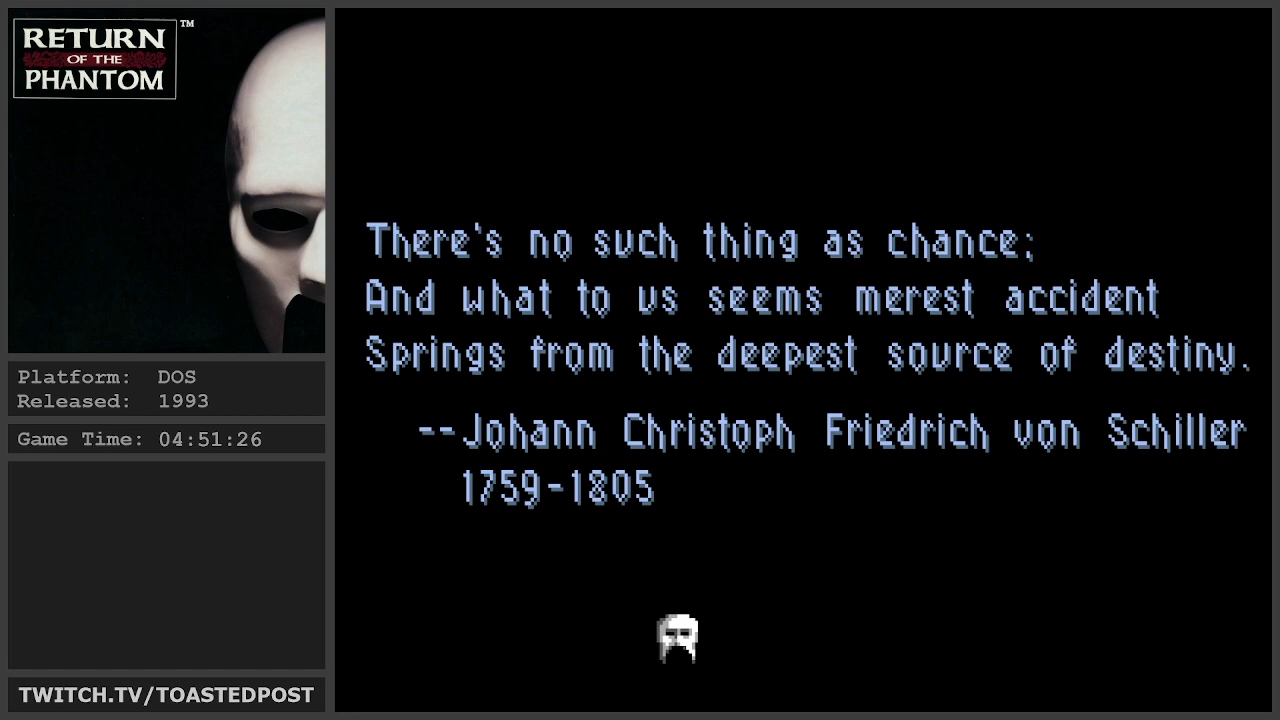 RETURN
OF THE
PHANTOM
TM
There's no such thing as chance;
And what to us seems merest accident
Springs from the deepest source of destiny.
--Johann Christoph Friedrich von Schiller
1759-1805
Platform: DOS
Released: 1993
Game Time: 04:51:26
TWITCH.TV/TOASTEDPOST